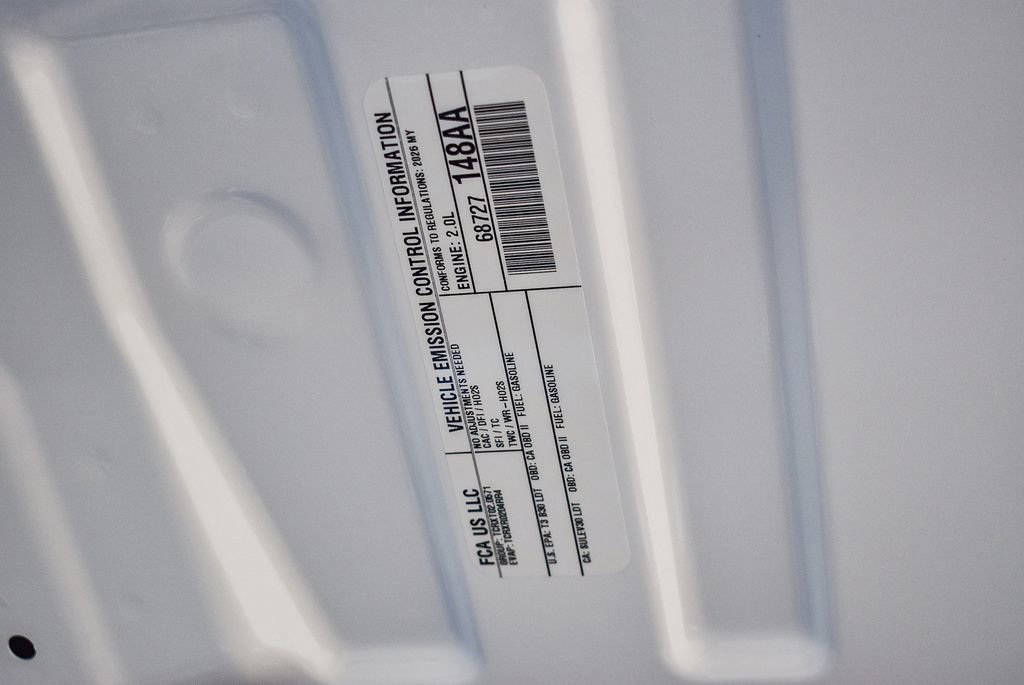 VEHICLE EMISSION CONTROL INFORMATION
CONFORMS TO REGULATIONS: 2026 MY
ENGINE: 2.0L
68727 148AA
FCA US LLC
GROUP:
EVAP:
NO ADJUSTMENTS NEEDED
CAC / DFI / HO2S
SFI / TC
TWC / WR-HO2S
U.S. EPA: T3 B30 LDT OBD: CA OBD II FUEL: GASOLINE
CA: SULEV30 LDT OBD: CA OBD II FUEL: GASOLINE